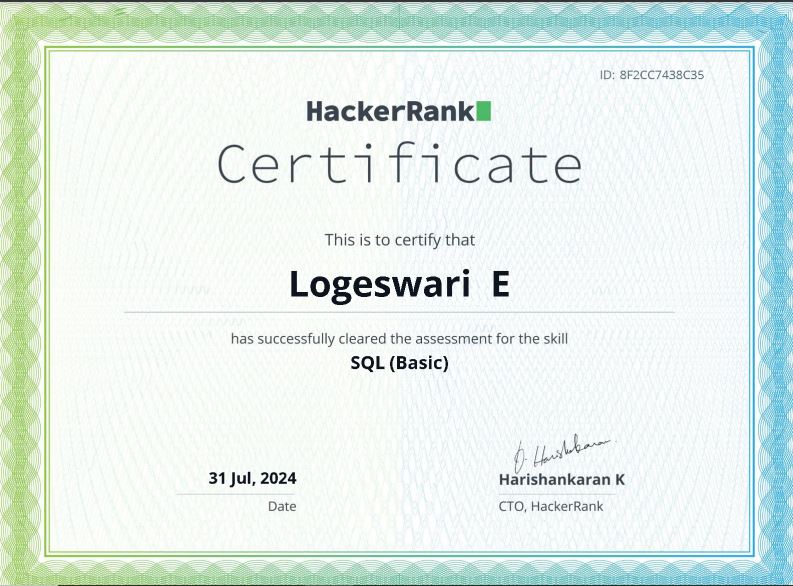 ID: 8F2CC7438C35
HackerRank
Certificate
This is to certify that
Logeswari E
has successfully cleared the assessment for the skill
SQL (Basic)
31 Jul, 2024
Date
Harishankaran K
CTO, HackerRank